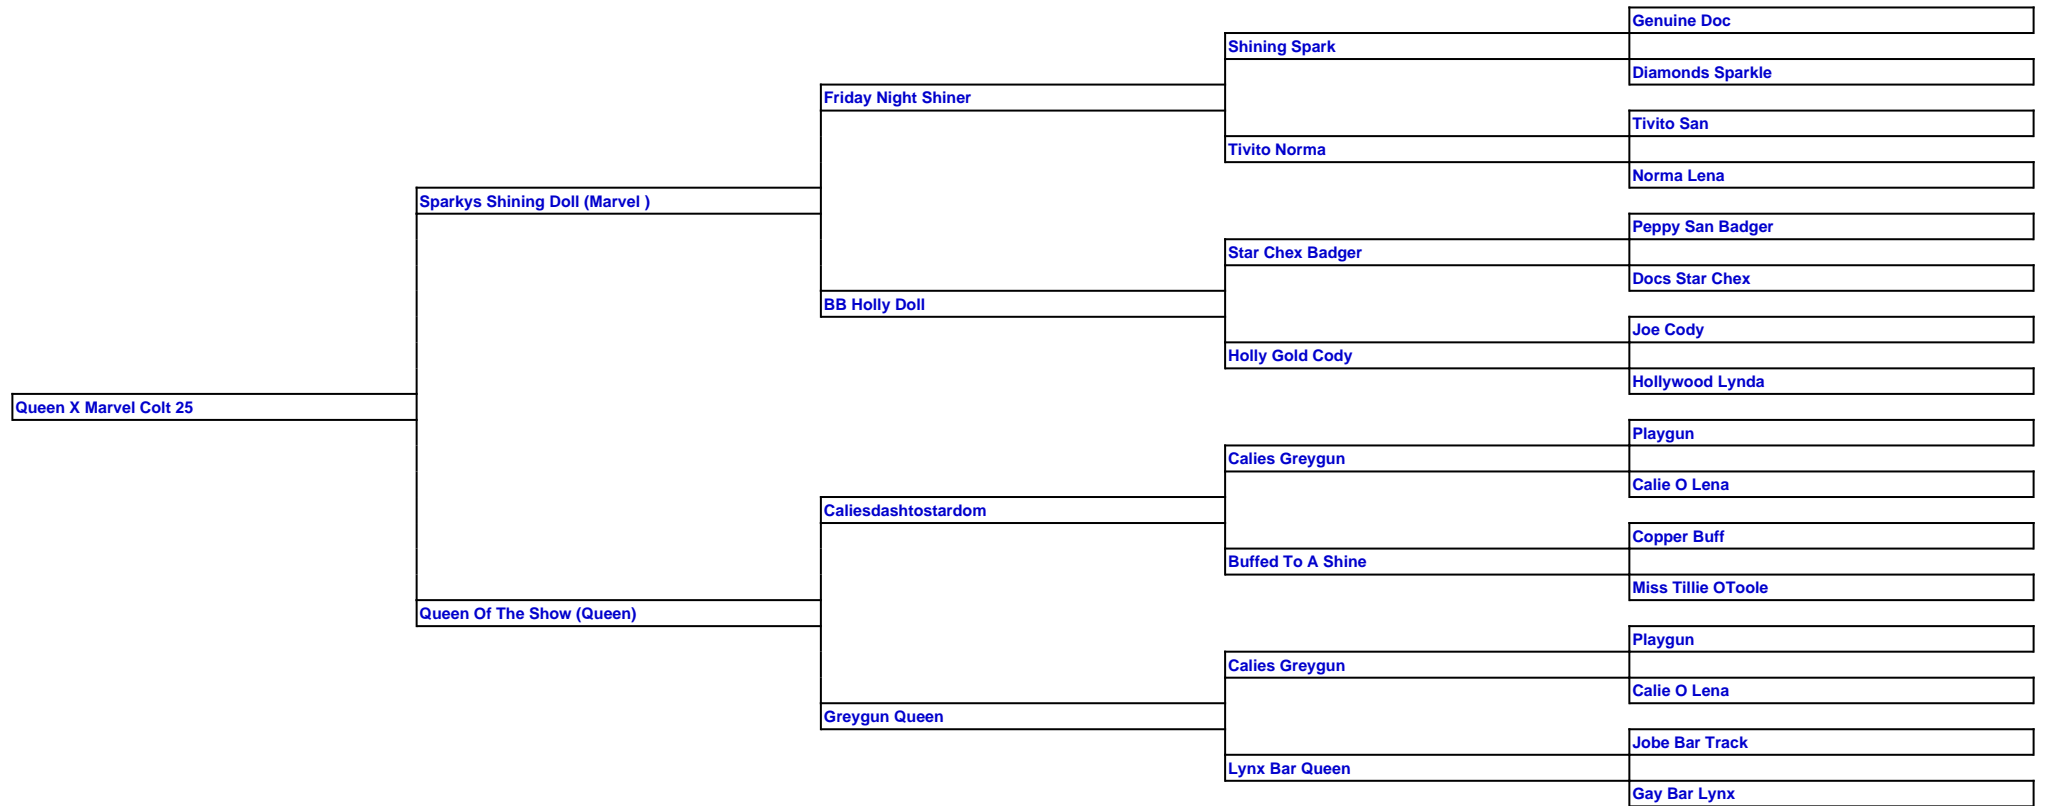 Genuine Doc
Shining Spark
Diamonds Sparkle
Friday Night Shiner
Tivito San
Tivito Norma
Norma Lena
Sparkys Shining Doll (Marvel )
Peppy San Badger
Star Chex Badger
Docs Star Chex
BB Holly Doll
Joe Cody
Holly Gold Cody
Hollywood Lynda
Queen X Marvel Colt 25
Playgun
Calies Greygun
Calie O Lena
Caliesdashtostardom
Copper Buff
Buffed To A Shine
Miss Tillie OToole
Queen Of The Show (Queen)
Playgun
Calies Greygun
Calie O Lena
Greygun Queen
Jobe Bar Track
Lynx Bar Queen
Gay Bar Lynx